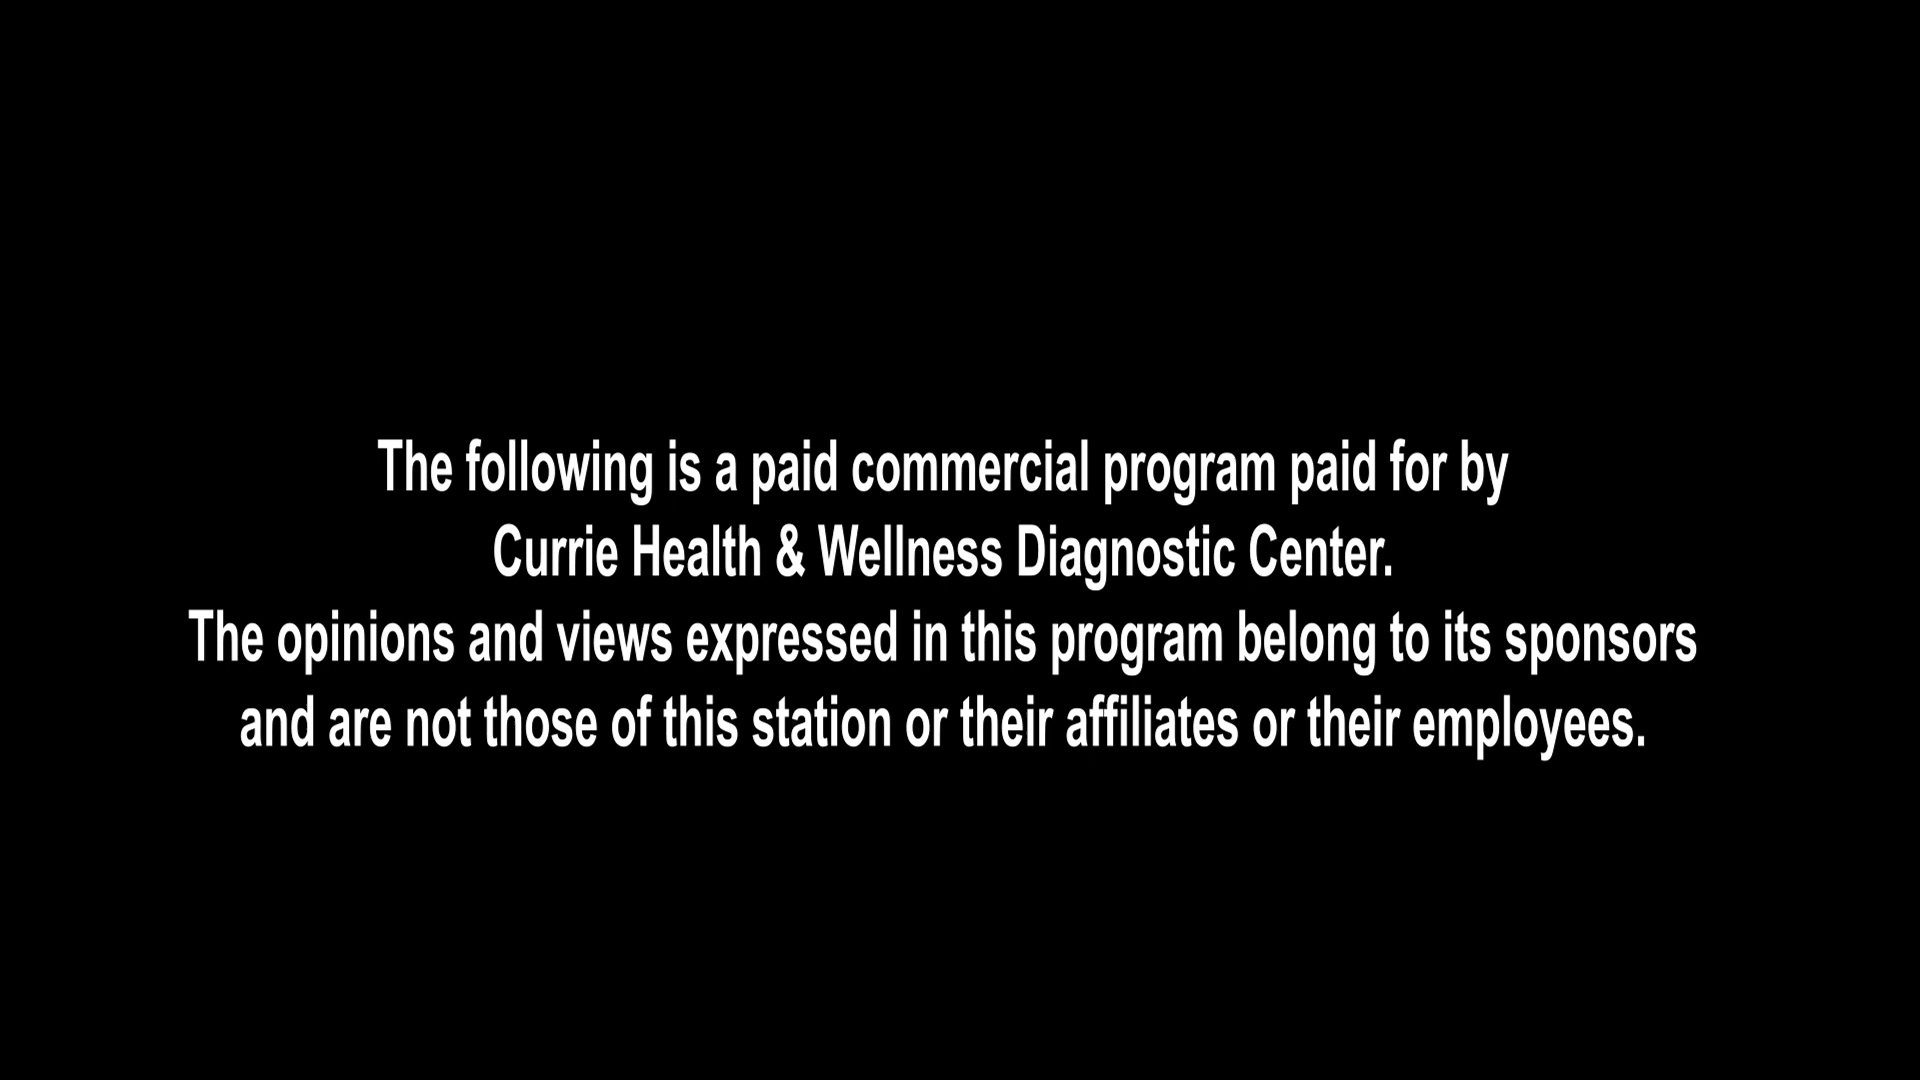 The following is a paid commercial program paid for by
Currie Health & Wellness Diagnostic Center.
The opinions and views expressed in this program belong to its sponsors
and are not those of this station or their affiliates or their employees.